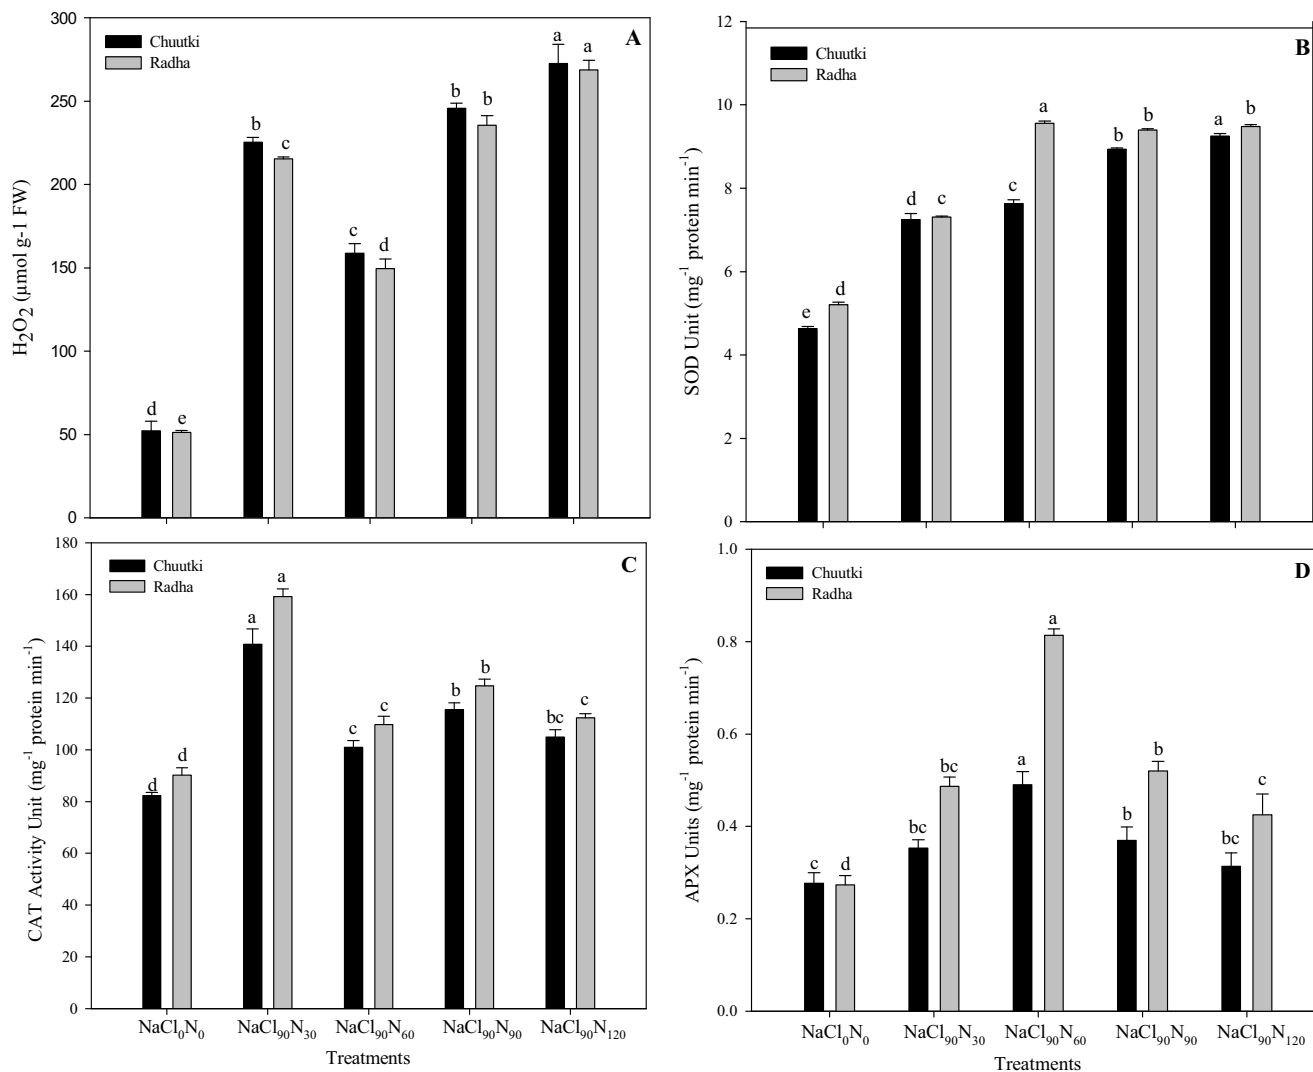 A
Chuutki
Radha
H₂O₂ (µmol g-1 FW)
300
250
200
150
100
50
0
d e
b c
c d
b b
a a
B
Chuutki
Radha
SOD Unit (mg⁻¹ protein min⁻¹)
12
10
8
6
4
2
0
e d
d c
c a
b b
a b
C
Chuutki
Radha
CAT Activity Unit (mg⁻¹ protein min⁻¹)
180
160
140
120
100
80
60
40
20
0
d d
a a
c c
b b
bc c
NaCl₀N₀ NaCl₉₀N₃₀ NaCl₉₀N₆₀ NaCl₉₀N₉₀ NaCl₉₀N₁₂₀
Treatments
D
Chuutki
Radha
APX Units (mg⁻¹ protein min⁻¹)
1.0
0.8
0.6
0.4
0.2
0.0
c d
bc bc
a a
b b
bc c
NaCl₀N₀ NaCl₉₀N₃₀ NaCl₉₀N₆₀ NaCl₉₀N₉₀ NaCl₉₀N₁₂₀
Treatments